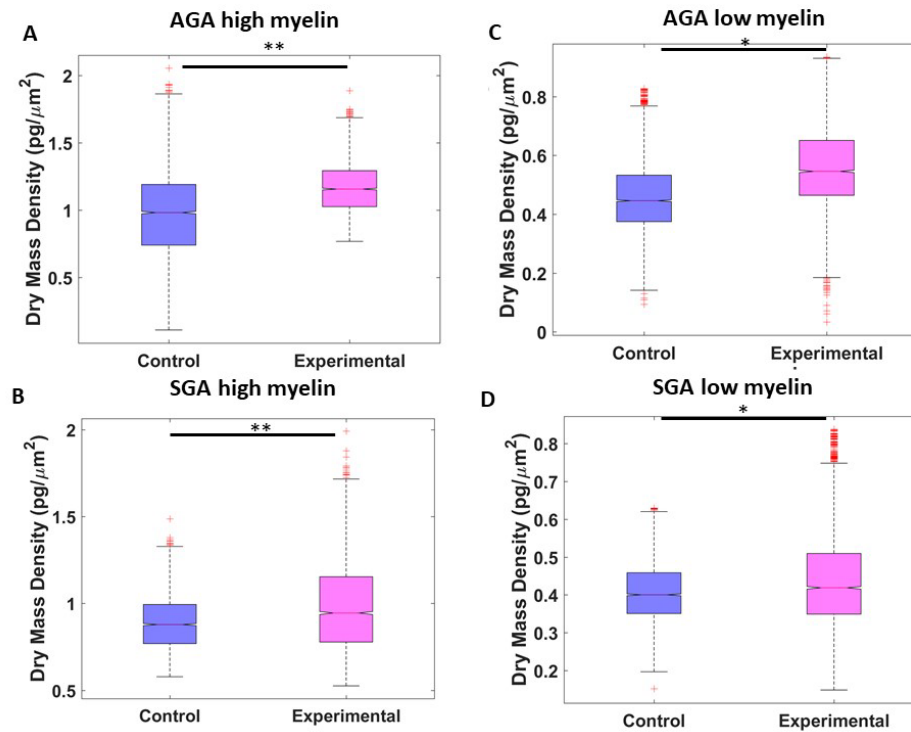 A
AGA high myelin
**
Dry Mass Density (pg/μm²)
2
1.5
1
0.5
Control
Experimental
C
AGA low myelin
*
Dry Mass Density (pg/μm²)
0.8
0.6
0.4
0.2
0
Control
Experimental
B
SGA high myelin
**
Dry Mass Density (pg/μm²)
2
1.5
1
0.5
Control
Experimental
D
SGA low myelin
*
Dry Mass Density (pg/μm²)
0.8
0.7
0.6
0.5
0.4
0.3
0.2
Control
Experimental